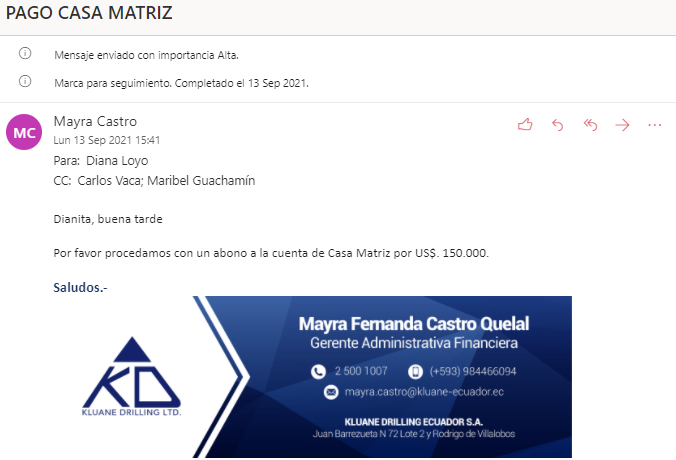 PAGO CASA MATRIZ
Mensaje enviado con importancia Alta.
Marca para seguimiento. Completado el 13 Sep 2021.
MC
Mayra Castro
Lun 13 Sep 2021 15:41
Para: Diana Loyo
CC: Carlos Vaca; Maribel Guachamín
Dianita, buena tarde
Por favor procedamos con un abono a la cuenta de Casa Matriz por US$. 150.000.
Saludos.-
KD
KLUANE DRILLING LTD.
Mayra Fernanda Castro Quelal
Gerente Administrativa Financiera
2 500 1007 (+593) 984466094
mayra.castro@kluane-ecuador.ec
KLUANE DRILLING ECUADOR S.A.
Juan Barrezueta N 72 Lote 2 y Rodrigo de Villalobos